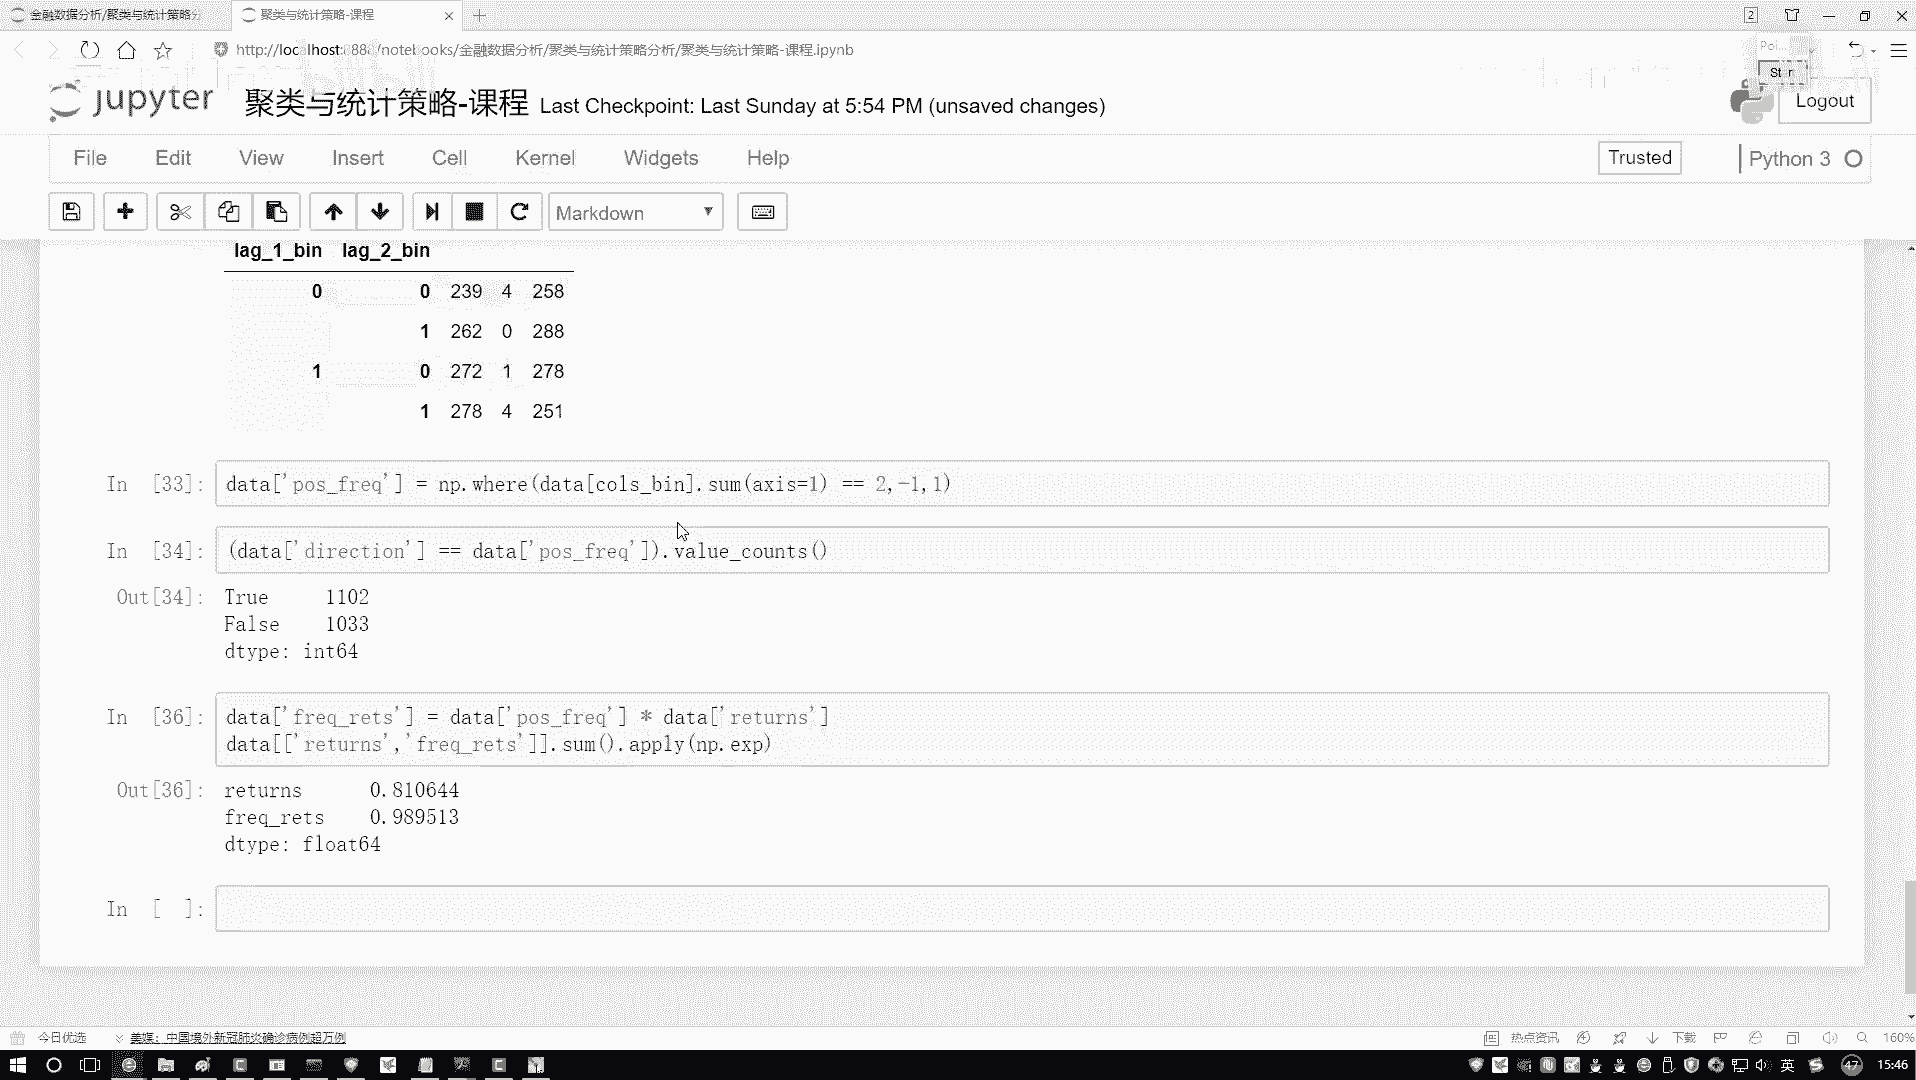 金融数据分析/聚类与统计策略分
聚类与统计策略-课程
2
http://localhost:888/notebooks/金融数据分析/聚类与统计策略分析/聚类与统计策略-课程.ipynb
jupyter 聚类与统计策略-课程 Last Checkpoint: Last Sunday at 5:54 PM (unsaved changes)
Logout
File Edit View Insert Cell Kernel Widgets Help
Trusted Python 3
Markdown
lag_1_bin lag_2_bin
0 0 239 4 258
1 262 0 288
1 0 272 1 278
1 278 4 251
In [33]: data['pos_freq'] = np.where(data[cols_bin].sum(axis=1) == 2,-1,1)
In [34]: (data['direction'] == data['pos_freq']).value_counts()
Out[34]: True 1102
False 1033
dtype: int64
In [36]: data['freq_rets'] = data['pos_freq'] * data['returns']
data[['returns','freq_rets']].sum().apply(np.exp)
Out[36]: returns 0.810644
freq_rets 0.989513
dtype: float64
In [ ]:
今日优选 美媒：中国境外新冠肺炎确诊病例超万例 热点资讯 下载 160%
英 47 15:46